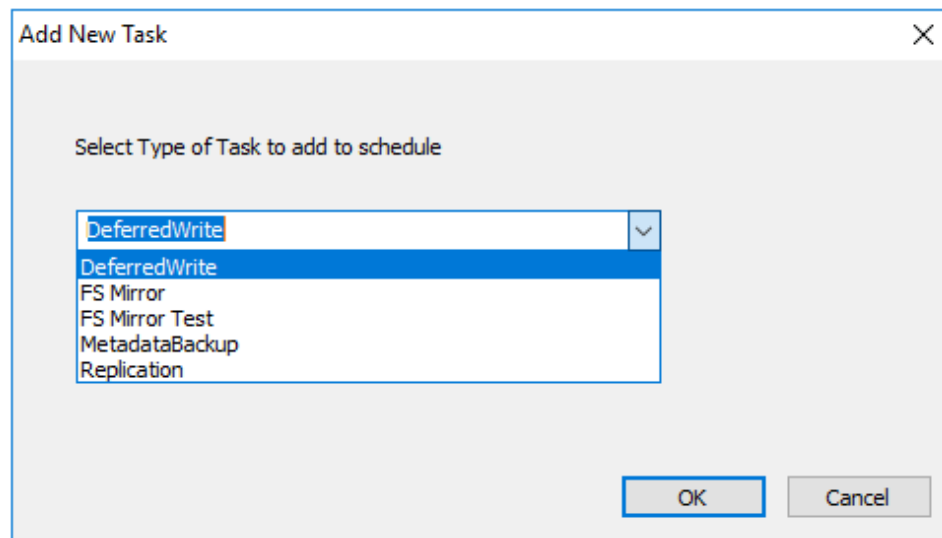 Add New Task
Select Type of Task to add to schedule
DeferredWrite
DeferredWrite
FS Mirror
FS Mirror Test
MetadataBackup
Replication
OK Cancel